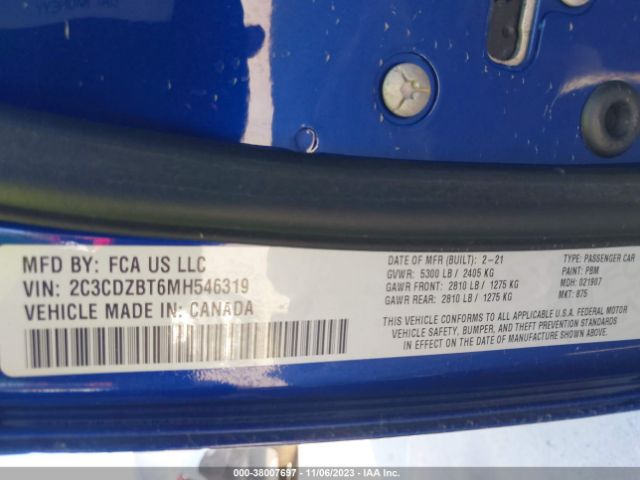 MFD BY: FCA US LLC
VIN: 2C3CDZBT6MH546319
VEHICLE MADE IN: CANADA
DATE OF MFR (BUILT): 2-21
GVWR: 5300 LB / 2405 KG
GAWR FRONT: 2810 LB / 1275 KG
GAWR REAR: 2810 LB / 1275 KG
TYPE: PASSENGER CAR
PAINT: PBM
MDH: 021907
MKT: 875
THIS VEHICLE CONFORMS TO ALL APPLICABLE U.S.A. FEDERAL MOTOR
VEHICLE SAFETY, BUMPER, AND THEFT PREVENTION STANDARDS
IN EFFECT ON THE DATE OF MANUFACTURE SHOWN ABOVE.
000-38007697 - 11/06/2023 - IAA Inc.